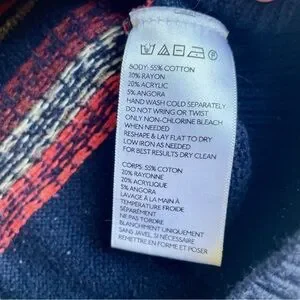 BODY: 55% COTTON
20% RAYON
20% ACRYLIC
5% ANGORA
HAND WASH COLD SEPARATELY
DO NOT WRING OR TWIST
ONLY NON-CHLORINE BLEACH
WHEN NEEDED
RESHAPE & LAY FLAT TO DRY
LOW IRON AS NEEDED
FOR BEST RESULTS DRY CLEAN
CORPS: 55% COTON
20% RAYONNE
20% ACRYLIQUE
5% ANGORA
LAVAGE À LA MAIN À
TEMPERATURE FROIDE
SÉPARÉMENT
NE PAS TORDRE
BLANCHIMENT UNIQUEMENT
SANS JAVEL, SI NÉCESSAIRE
REMETTRE EN FORME ET POSER